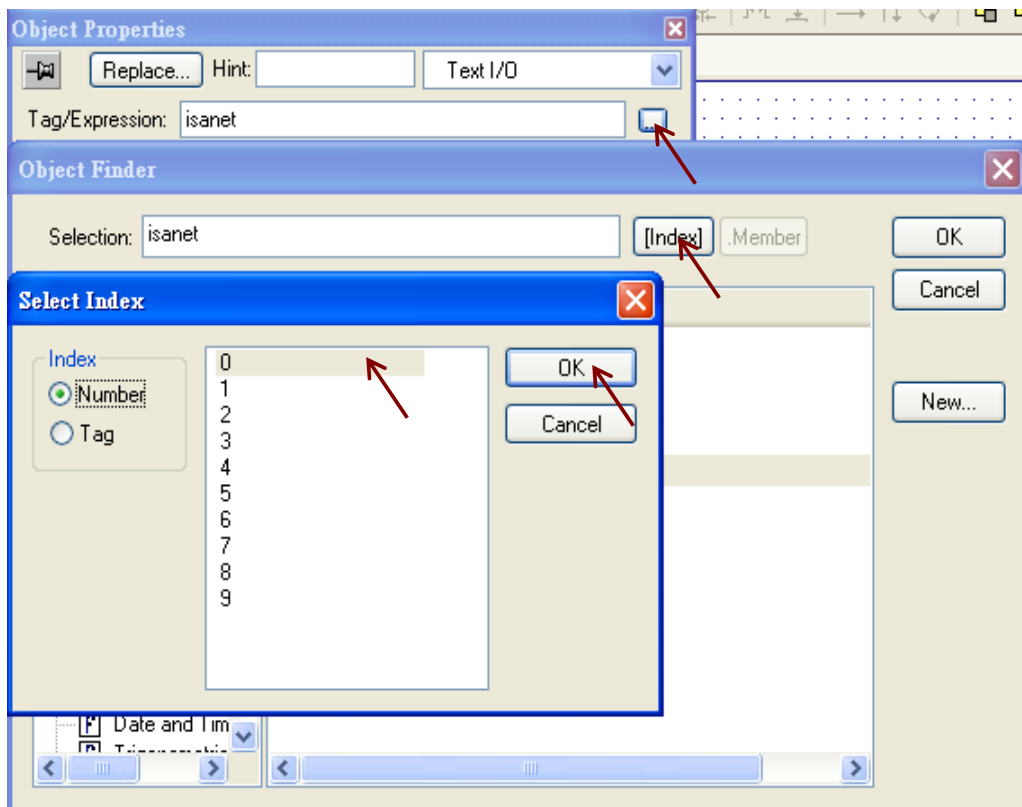 Object Properties
Replace... Hint: Text I/O
Tag/Expression: isanet ...
Object Finder
Selection: isanet [Index] .Member OK
Cancel
Select Index
Index
Number
Tag
0
1
2
3
4
5
6
7
8
9
OK
Cancel
New...
Date and Tim